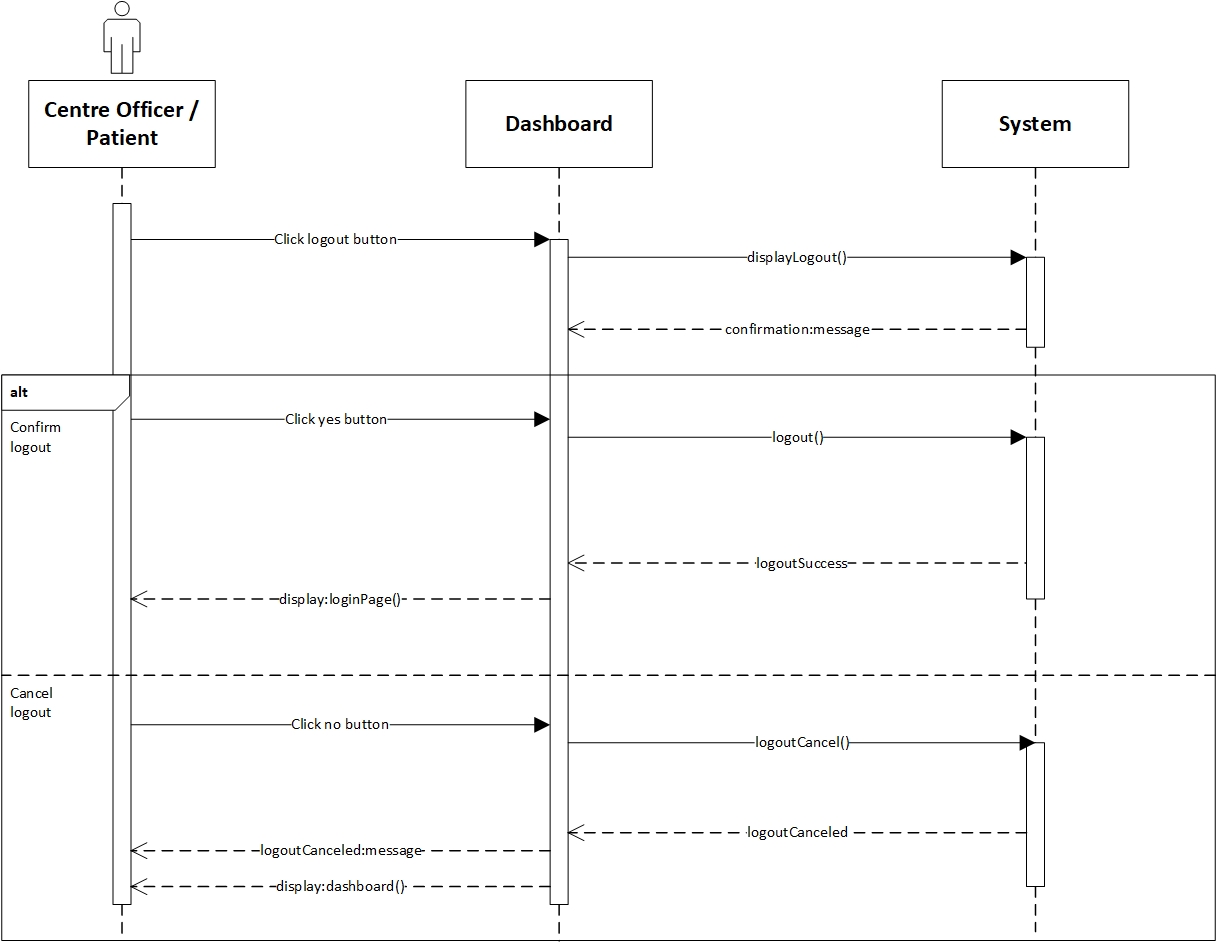 Centre Officer /
Patient
Dashboard
System
Click logout button
displayLogout()
confirmation:message
alt
Confirm
logout
Click yes button
logout()
logoutSuccess
display:loginPage()
Cancel
logout
Click no button
logoutCancel()
logoutCanceled
logoutCanceled:message
display:dashboard()